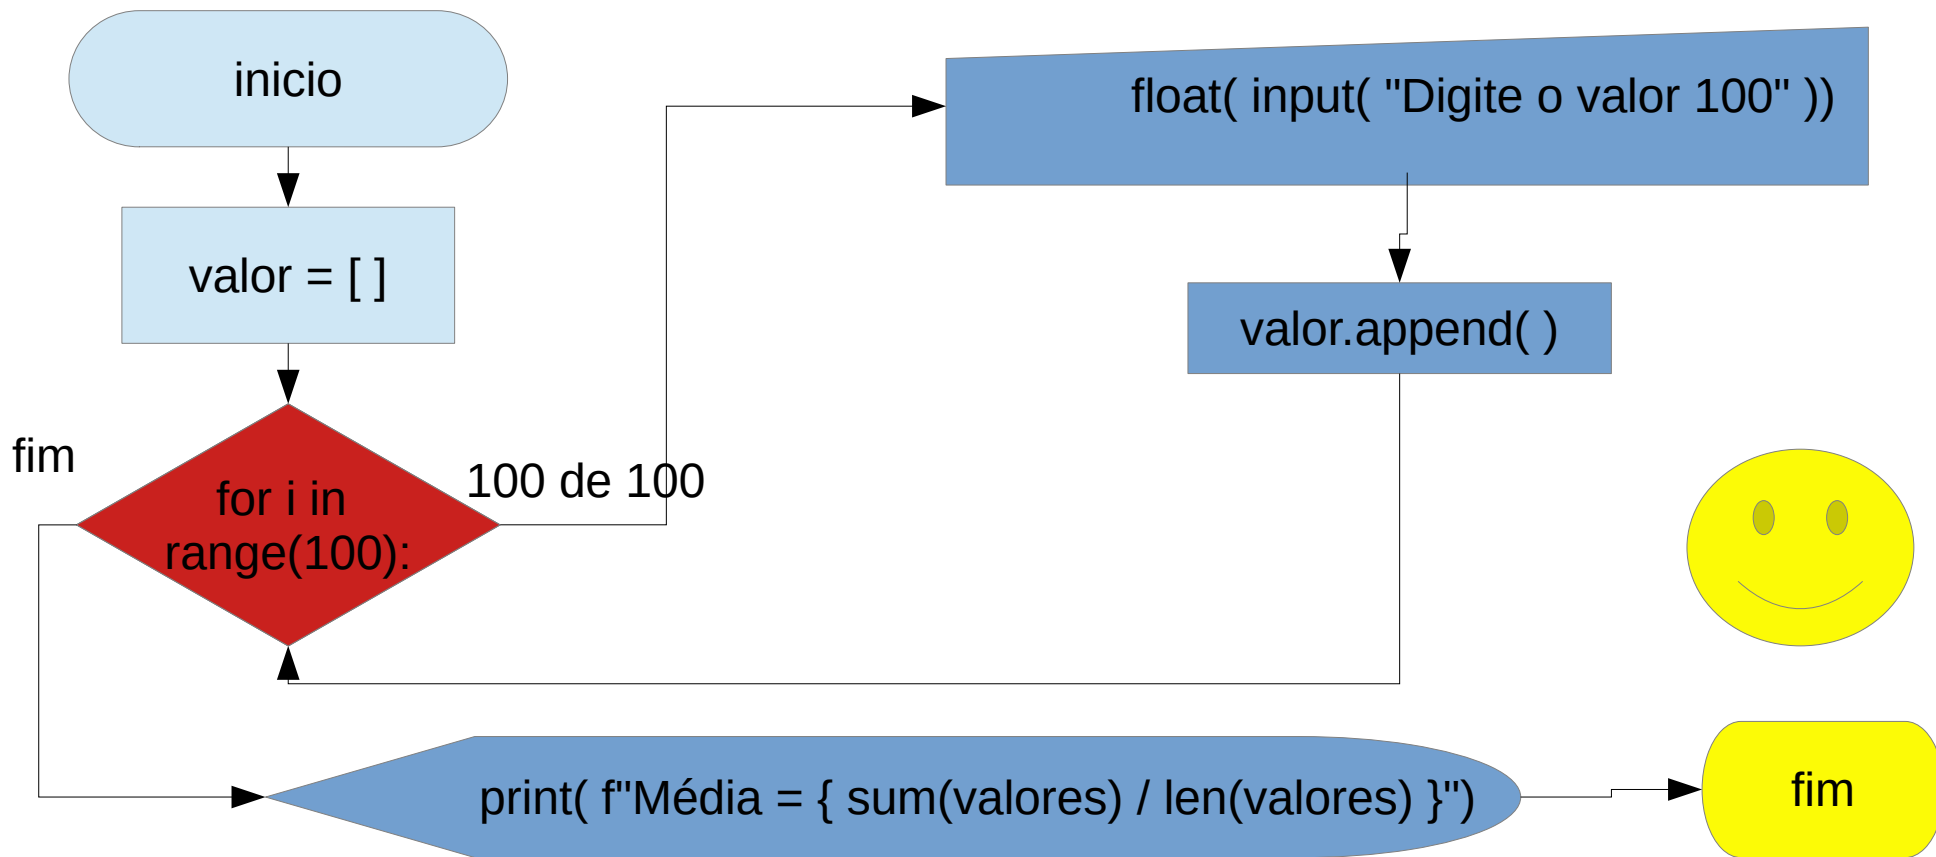 inicio
float( input( "Digite o valor 100" ))
valor = [ ]
valor.append( )
fim
100 de 100
for i in
range(100):
print( f"Média = { sum(valores) / len(valores) }")
fim